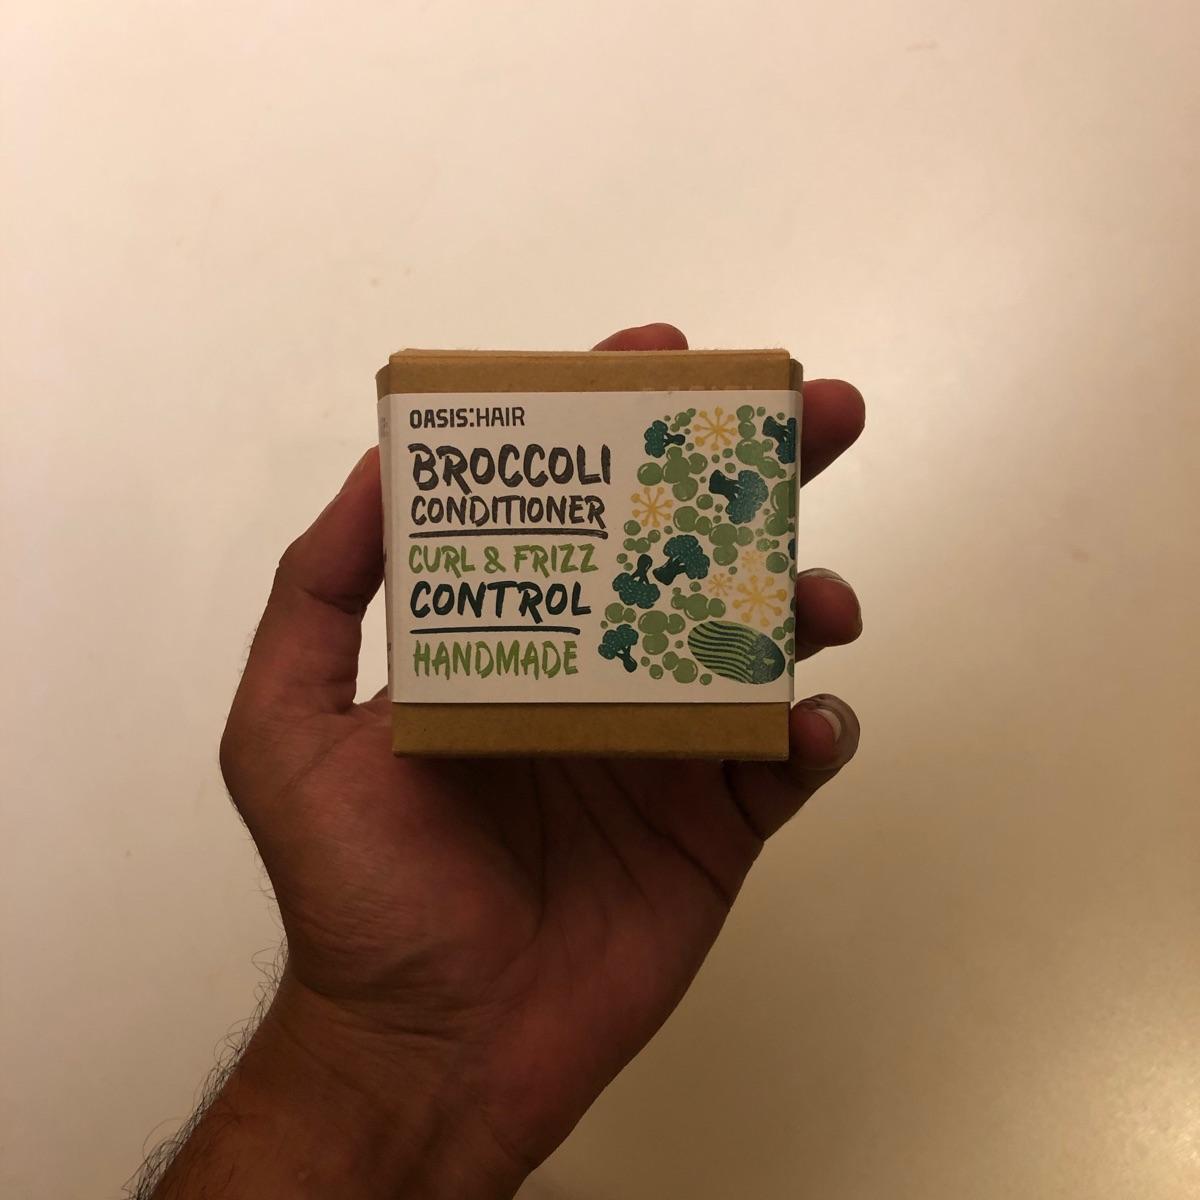 OASIS:HAIR
BROCCOLI
CONDITIONER
CURL & FRIZZ
CONTROL
HANDMADE